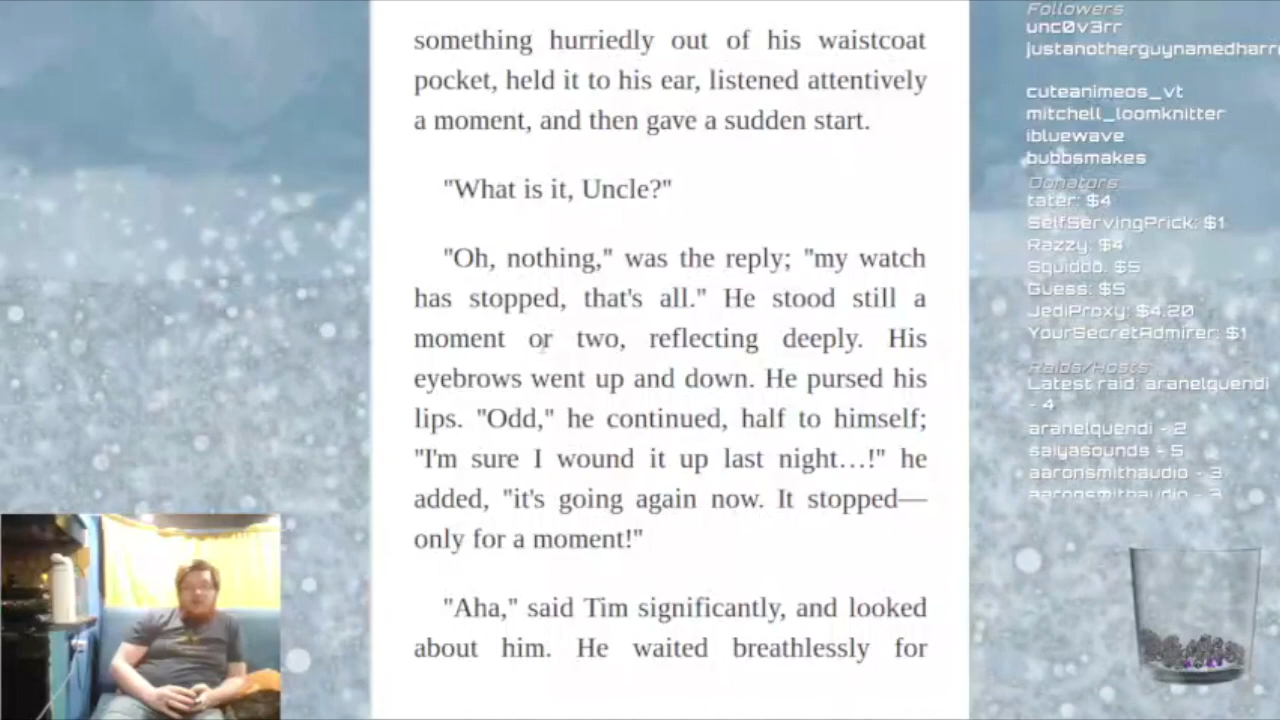 something hurriedly out of his waistcoat
pocket, held it to his ear, listened attentively
a moment, and then gave a sudden start.
"What is it, Uncle?"
"Oh, nothing," was the reply; "my watch
has stopped, that's all." He stood still a
moment or two, reflecting deeply. His
eyebrows went up and down. He pursed his
lips. "Odd," he continued, half to himself;
"I'm sure I wound it up last night…!" he
added, "it's going again now. It stopped—
only for a moment!"
"Aha," said Tim significantly, and looked
about him. He waited breathlessly for
Followers
unc0v3rr
justanotherguynamedharr
cuteanimeos_vt
mitchell_loomknitter
ibluewave
bubbsmakes
Donators
tater: $4
SelfServingPrick: $1
Razzy: $4
Squiddo: $5
Guess: $5
JediProxy: $4.20
YourSecretAdmirer: $1
Raids/Hosts
Latest raid: aranelquendi
- 4
aranelquendi - 2
saiyasounds - 5
aaronsmithaudio - 3
aaronsmithaudio - 3